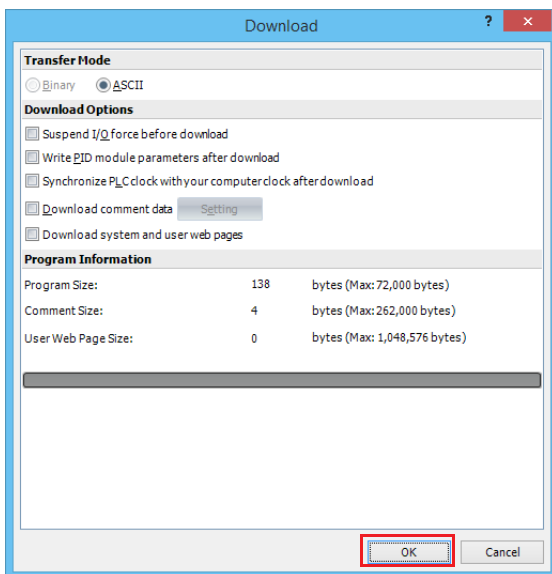 Download
?
×
Transfer Mode
Binary ASCII
Download Options
Suspend I/O force before download
Write PID module parameters after download
Synchronize PLC clock with your computer clock after download
Download comment data Setting
Download system and user web pages
Program Information
Program Size: 138 bytes (Max: 72,000 bytes)
Comment Size: 4 bytes (Max: 262,000 bytes)
User Web Page Size: 0 bytes (Max: 1,048,576 bytes)
OK Cancel